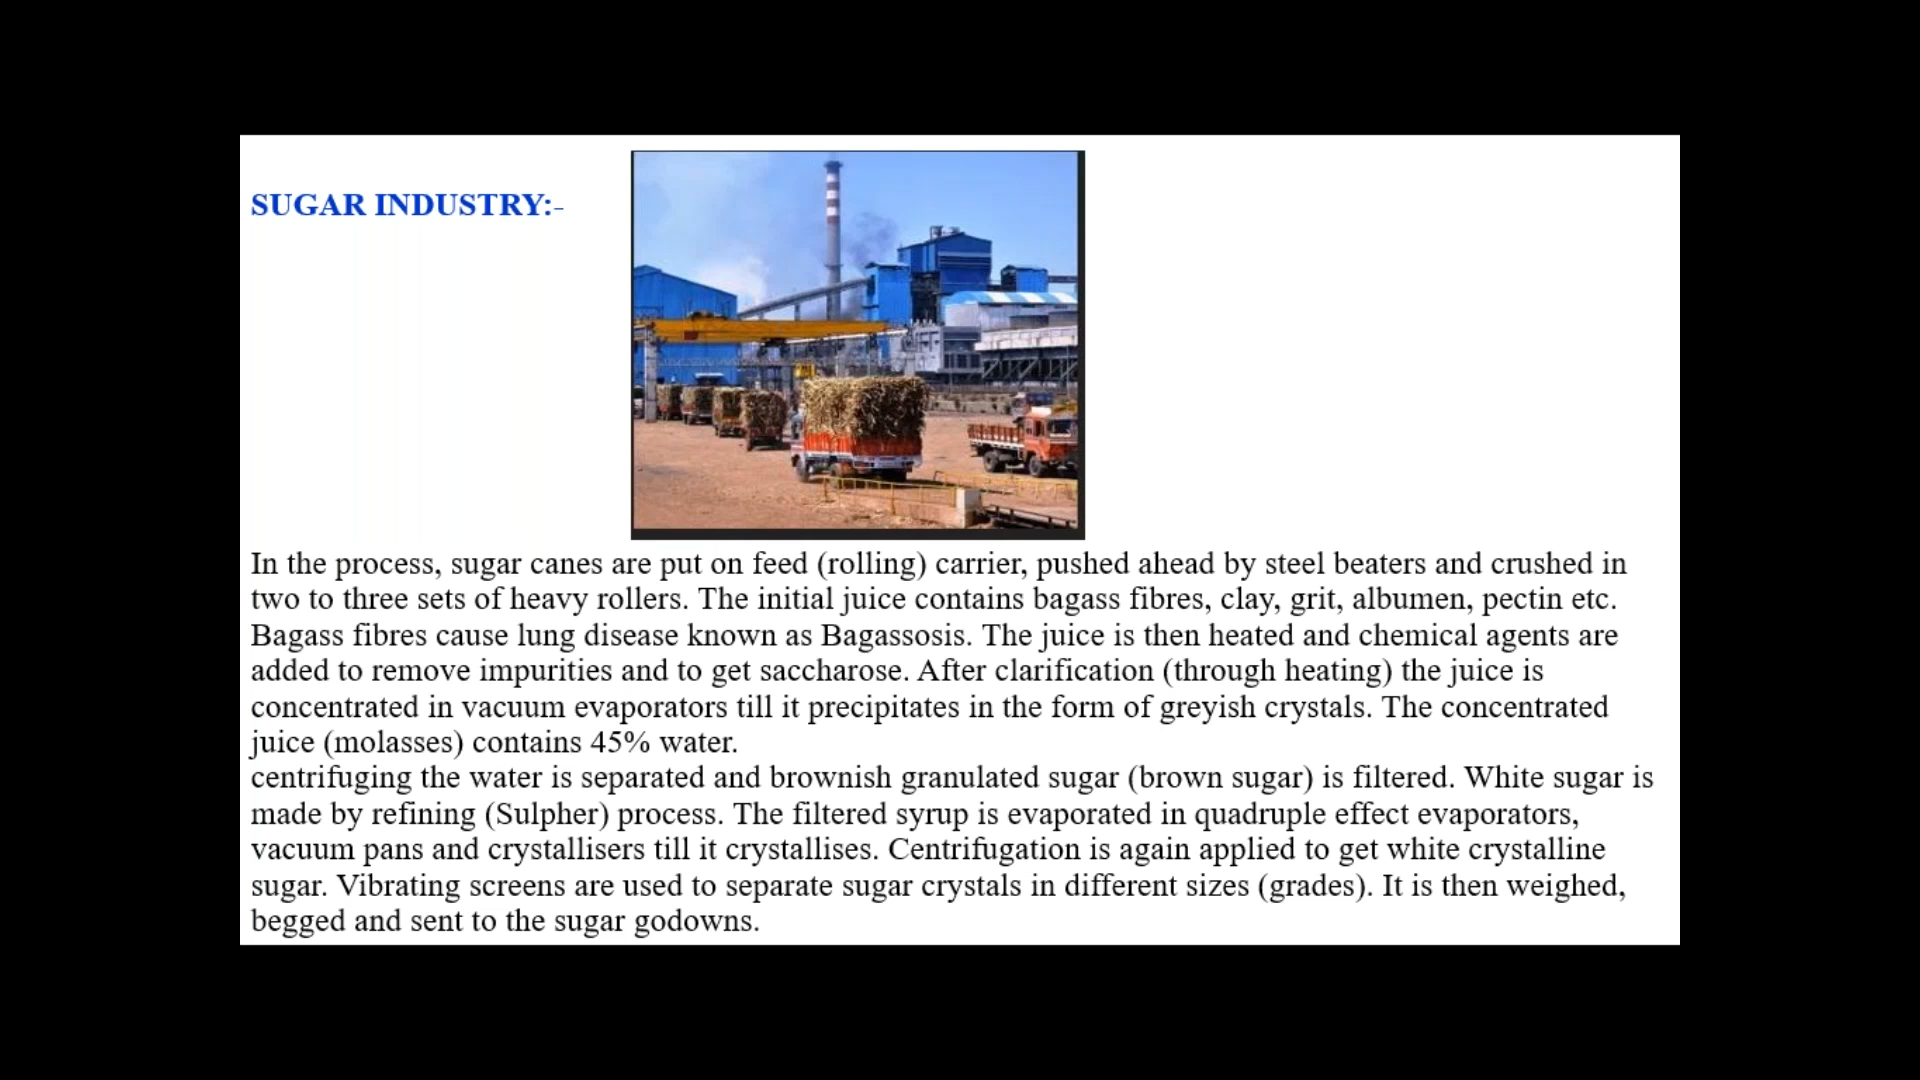 SUGAR INDUSTRY:-
In the process, sugar canes are put on feed (rolling) carrier, pushed ahead by steel beaters and crushed in
two to three sets of heavy rollers. The initial juice contains bagass fibres, clay, grit, albumen, pectin etc.
Bagass fibres cause lung disease known as Bagassosis. The juice is then heated and chemical agents are
added to remove impurities and to get saccharose. After clarification (through heating) the juice is
concentrated in vacuum evaporators till it precipitates in the form of greyish crystals. The concentrated
juice (molasses) contains 45% water.
centrifuging the water is separated and brownish granulated sugar (brown sugar) is filtered. White sugar is
made by refining (Sulpher) process. The filtered syrup is evaporated in quadruple effect evaporators,
vacuum pans and crystallisers till it crystallises. Centrifugation is again applied to get white crystalline
sugar. Vibrating screens are used to separate sugar crystals in different sizes (grades). It is then weighed,
begged and sent to the sugar godowns.